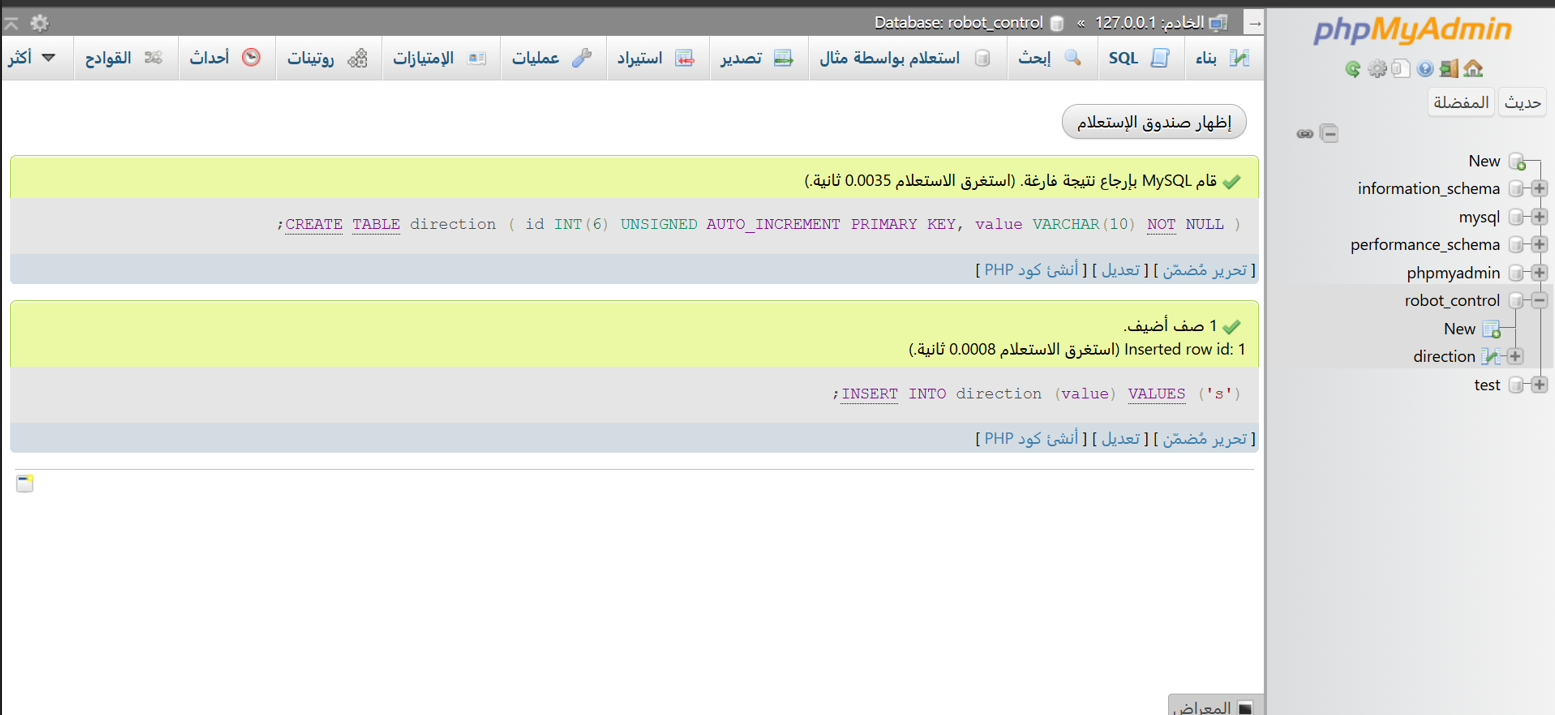 phpMyAdmin
حديث المفضلة
New
information_schema
mysql
performance_schema
phpmyadmin
robot_control
New
direction
test
الخادم: 127.0.0.1 » Database: robot_control
بناء SQL إبحث استعلام بواسطة مثال تصدير استيراد عمليات الإمتيازات روتينات أحداث القوادح أكثر
إظهار صندوق الإستعلام
قام MySQL بإرجاع نتيجة فارغة. (استغرق الاستعلام 0.0035 ثانية.)
CREATE TABLE direction ( id INT(6) UNSIGNED AUTO_INCREMENT PRIMARY KEY, value VARCHAR(10) NOT NULL );
[ تحرير مُضمّن ] [ تعديل ] [ أنشئ كود PHP ]
1 صف أضيف.
Inserted row id: 1 (استغرق الاستعلام 0.0008 ثانية.)
INSERT INTO direction (value) VALUES ('s');
[ تحرير مُضمّن ] [ تعديل ] [ أنشئ كود PHP ]
المعراض